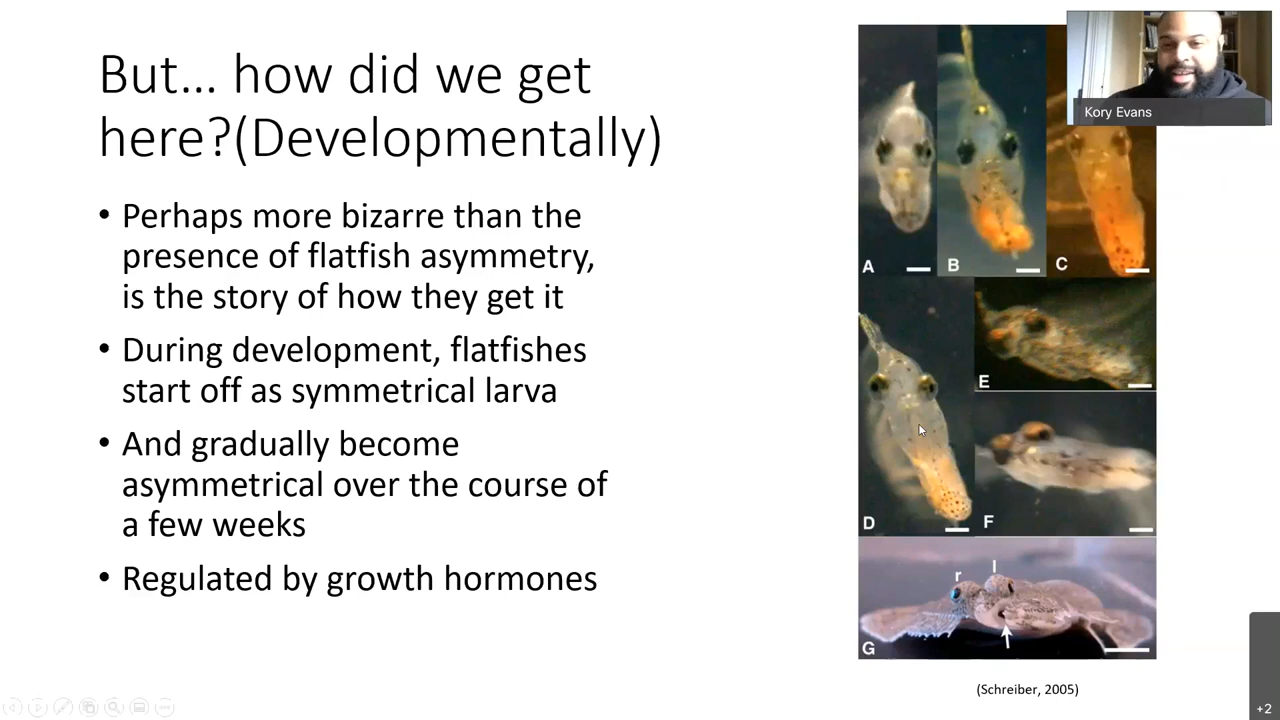 But... how did we get
here?(Developmentally)
• Perhaps more bizarre than the
presence of flatfish asymmetry,
is the story of how they get it
• During development, flatfishes
start off as symmetrical larva
• And gradually become
asymmetrical over the course of
a few weeks
• Regulated by growth hormones
Kory Evans
A
B
C
E
D
F
r
l
G
(Schreiber, 2005)
+2